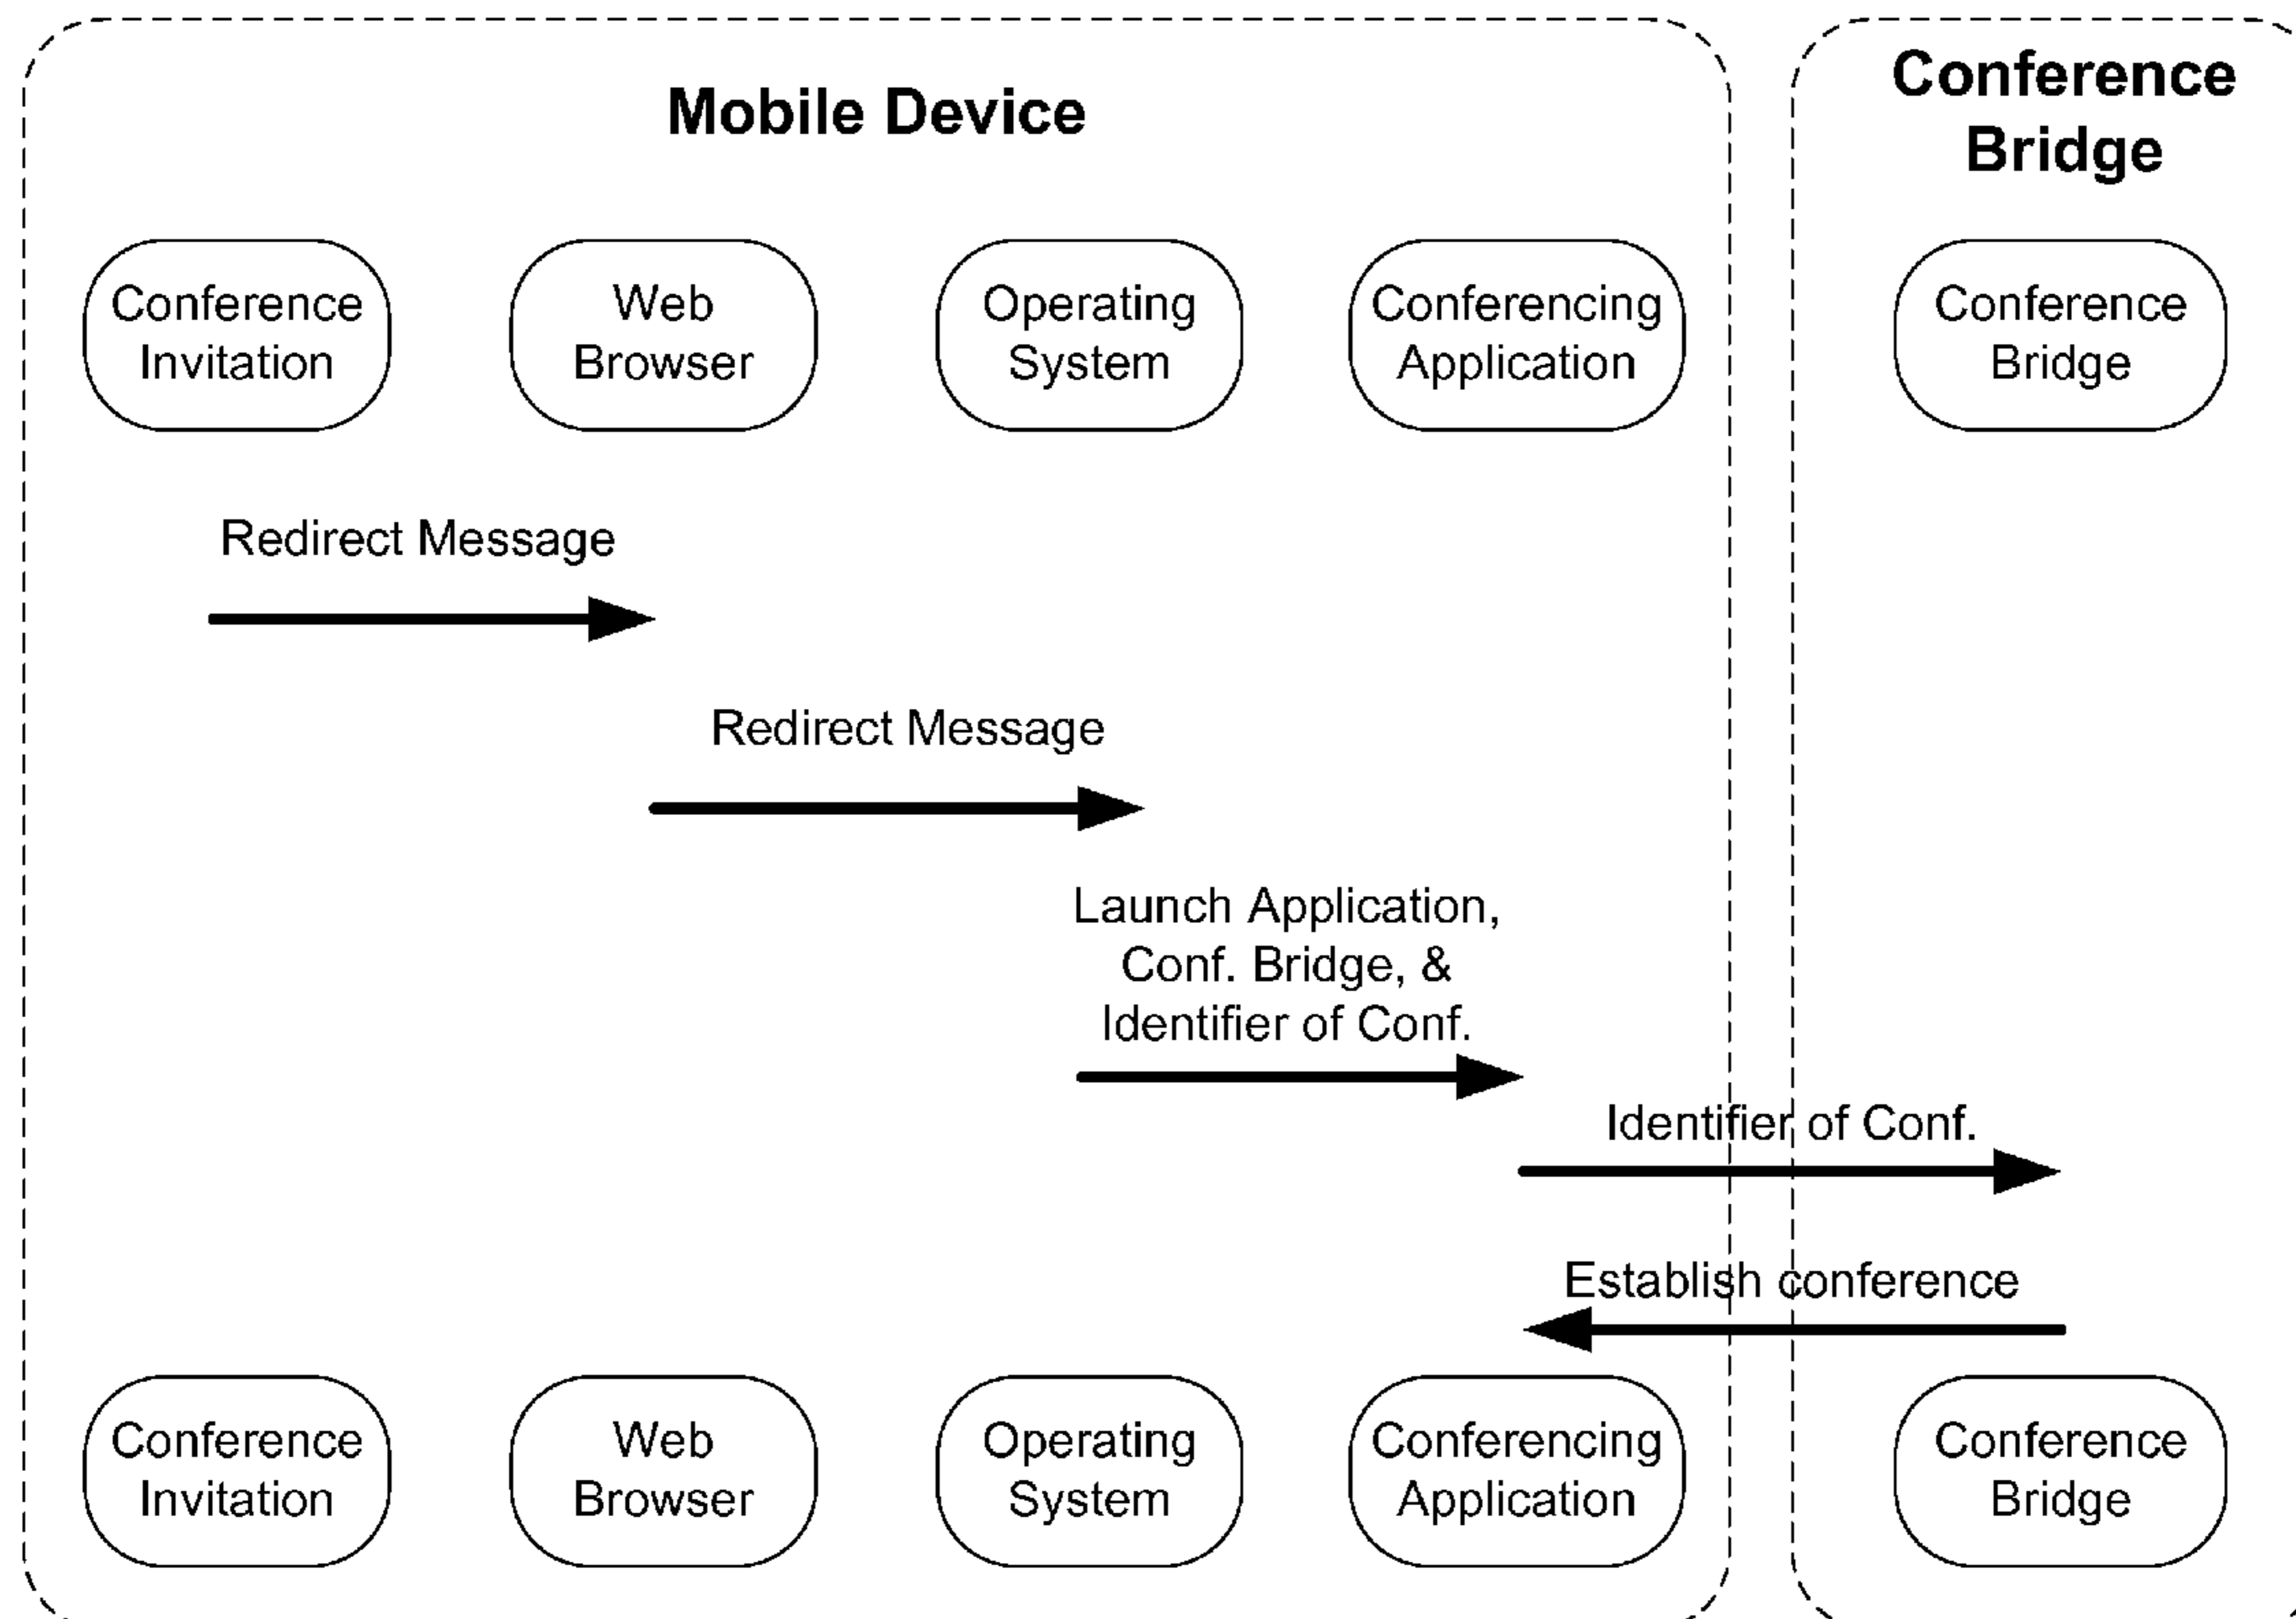 Mobile Device
Conference
Bridge
Conference
Invitation
Web
Browser
Operating
System
Conferencing
Application
Conference
Bridge
Redirect Message
Redirect Message
Launch Application,
Conf. Bridge, &
Identifier of Conf.
Identifier of Conf.
Establish conference
Conference
Invitation
Web
Browser
Operating
System
Conferencing
Application
Conference
Bridge